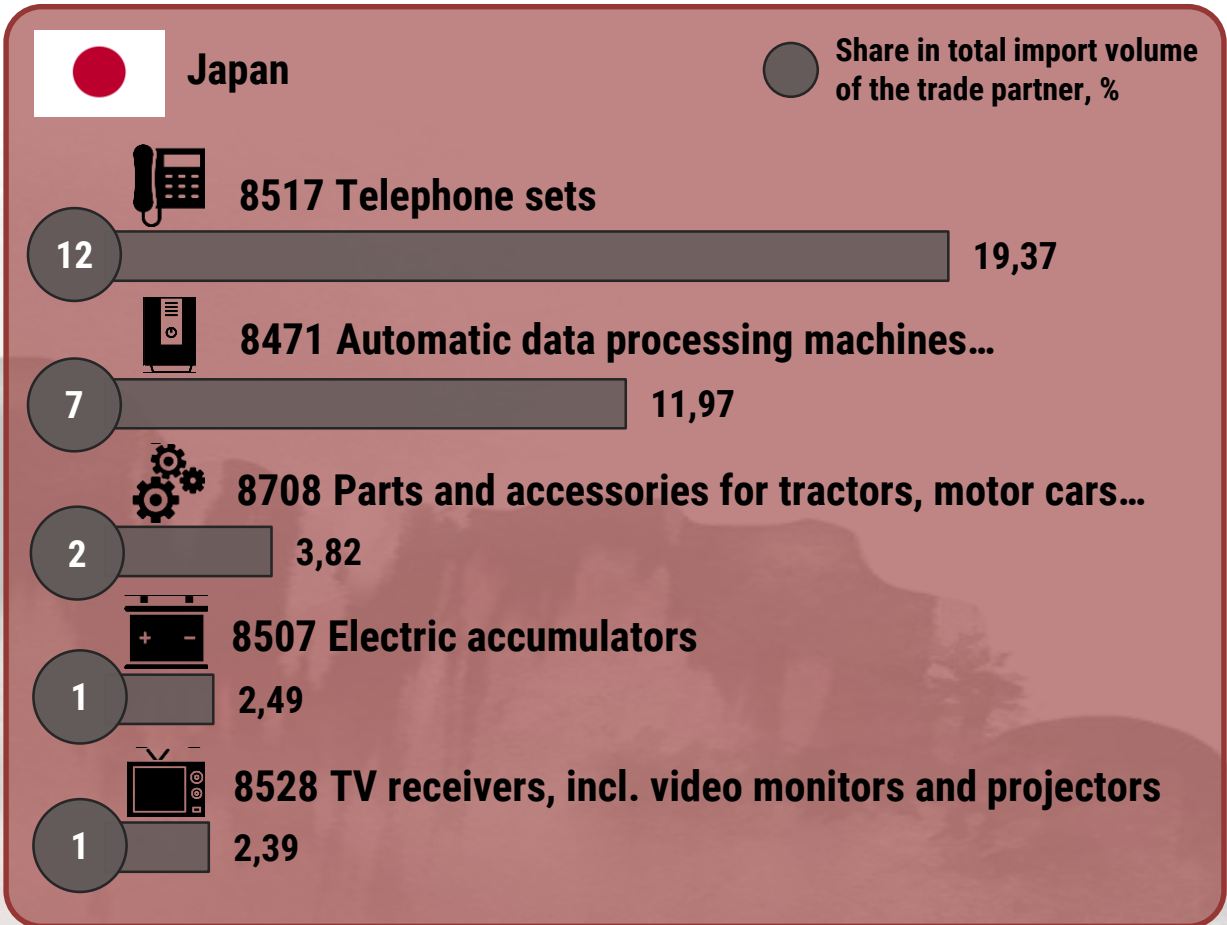 Japan
Share in total import volume
of the trade partner, %
8517 Telephone sets
12
19,37
8471 Automatic data processing machines…
7
11,97
8708 Parts and accessories for tractors, motor cars…
2
3,82
8507 Electric accumulators
1
2,49
8528 TV receivers, incl. video monitors and projectors
1
2,39